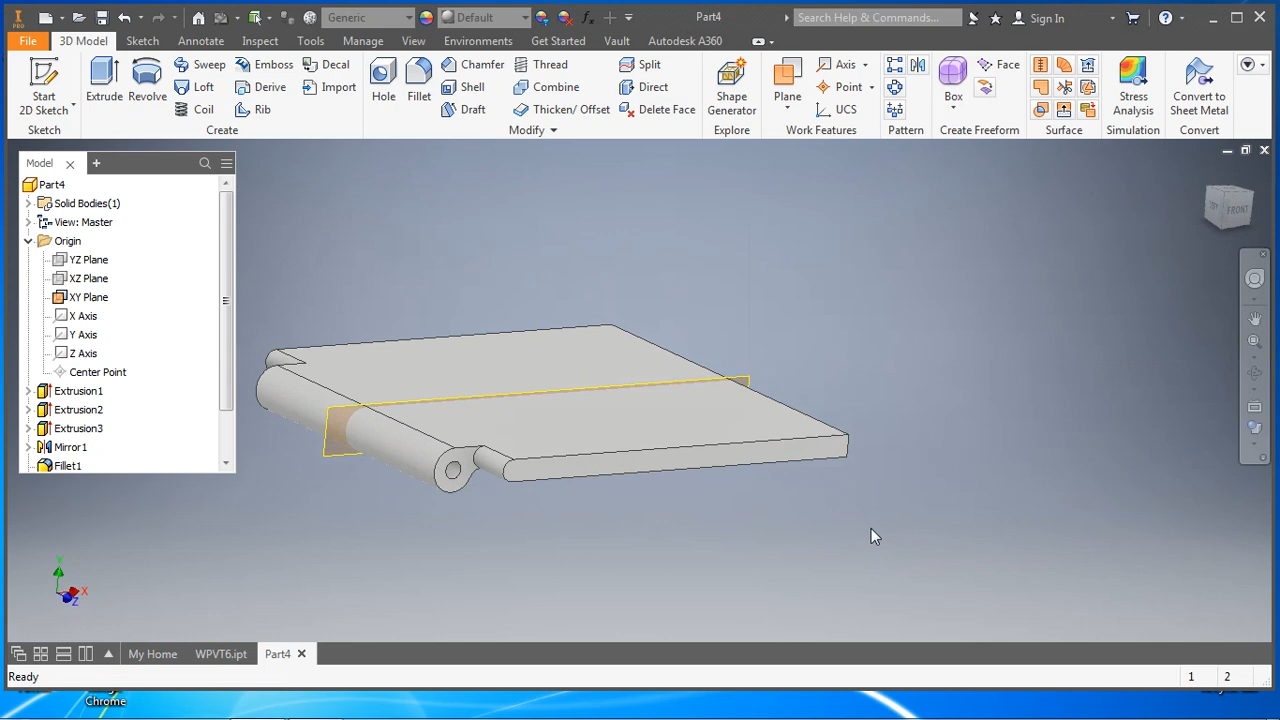 I PRO
Generic
Default
fx
Part4
Search Help & Commands...
Sign In
File
3D Model
Sketch
Annotate
Inspect
Tools
Manage
View
Environments
Get Started
Vault
Autodesk A360
Start
2D Sketch
Sketch
Extrude
Revolve
Sweep
Emboss
Decal
Loft
Derive
Import
Coil
Rib
Create
Hole
Fillet
Chamfer
Thread
Split
Shell
Combine
Direct
Draft
Thicken/ Offset
Delete Face
Modify
Shape
Generator
Explore
Plane
Axis
Point
UCS
Work Features
Pattern
Box
Face
Create Freeform
Surface
Stress
Analysis
Simulation
Convert to
Sheet Metal
Convert
Model
Part4
Solid Bodies(1)
View: Master
Origin
YZ Plane
XZ Plane
XY Plane
X Axis
Y Axis
Z Axis
Center Point
Extrusion1
Extrusion2
Extrusion3
Mirror1
Fillet1
FRONT
Y
X
Z
My Home
WPVT6.ipt
Part4
Ready
1
2
Chrome